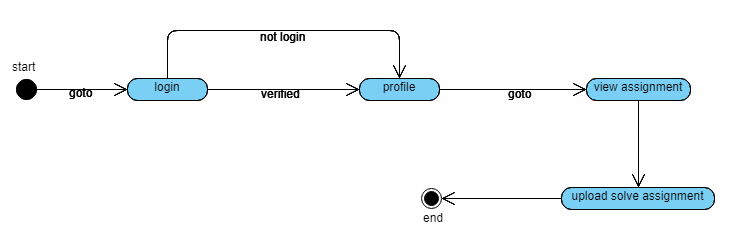 not login
start
goto
login
verified
profile
goto
view assignment
upload solve assignment
end